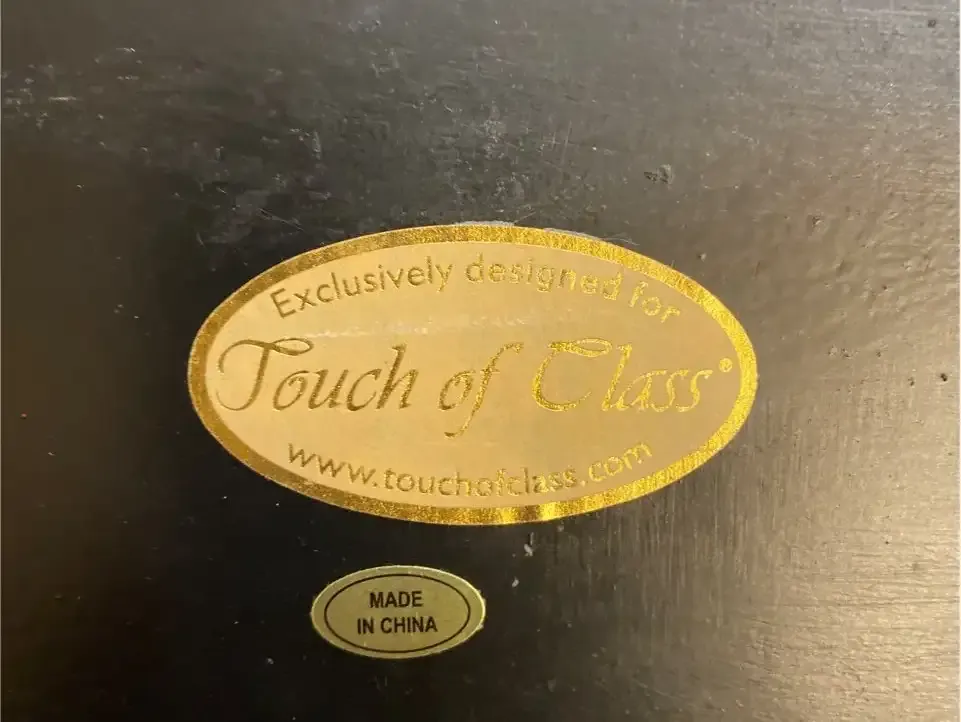 Exclusively designed for
Touch of Class®
www.touchofclass.com
MADE
IN CHINA